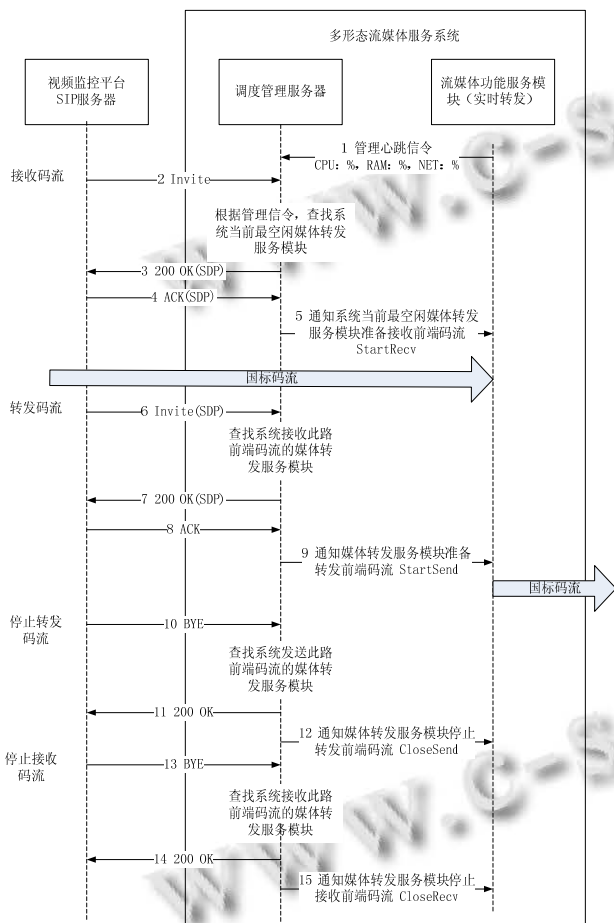 多形态流媒体服务系统
视频监控平台
SIP服务器
调度管理服务器
流媒体功能服务模
块（实时转发）
1 管理心跳信令
CPU: %, RAM: %, NET: %
接收码流
2 Invite
根据管理信令，查找系
统当前最空闲媒体转发
服务模块
3 200 OK(SDP)
4 ACK(SDP)
5 通知系统当前最空闲媒体转发
服务模块准备接收前端码流
StartRecv
国标码流
转发码流
6 Invite(SDP)
查找系统接收此路
前端码流的媒体转
发服务模块
7 200 OK(SDP)
8 ACK
9 通知媒体转发服务模块准备
转发前端码流 StartSend
国标码流
停止转发
码流
10 BYE
查找系统发送此路
前端码流的媒体转
发服务模块
11 200 OK
12 通知媒体转发服务模块停止
转发前端码流 CloseSend
停止接收
码流
13 BYE
查找系统接收此路
前端码流的媒体转
发服务模块
14 200 OK
15 通知媒体转发服务模块停止
接收前端码流 CloseRecv
www.c-s
www.c-s